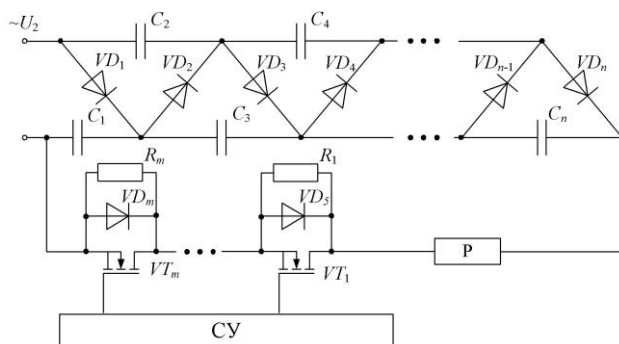 ~U₂
C₂
C₄
VD₁
VD₂
VD₃
VD₄
VDₙ₋₁
VDₙ
C₁
C₃
Cₙ
Rₘ
R₁
VDₘ
VD₅
VTₘ
VT₁
Р
СУ